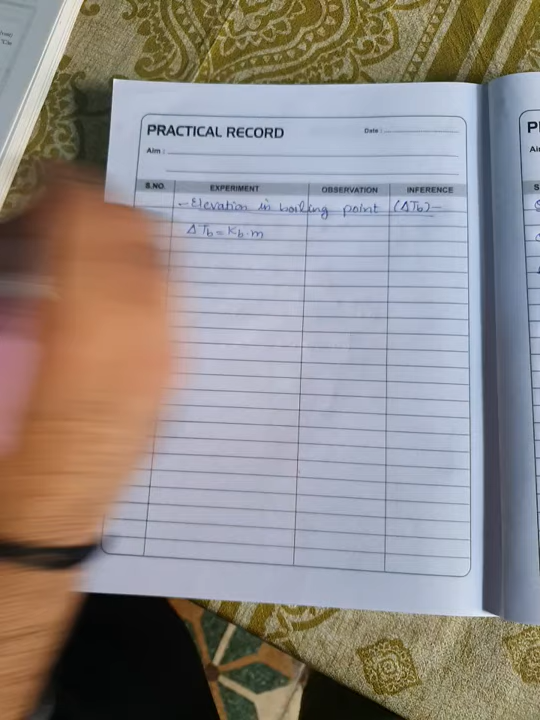 PRACTICAL RECORD
Date :
Aim :
S.NO. EXPERIMENT OBSERVATION INFERENCE
- Elevation in boiling point (ΔTb) -
ΔTb = Kb . m